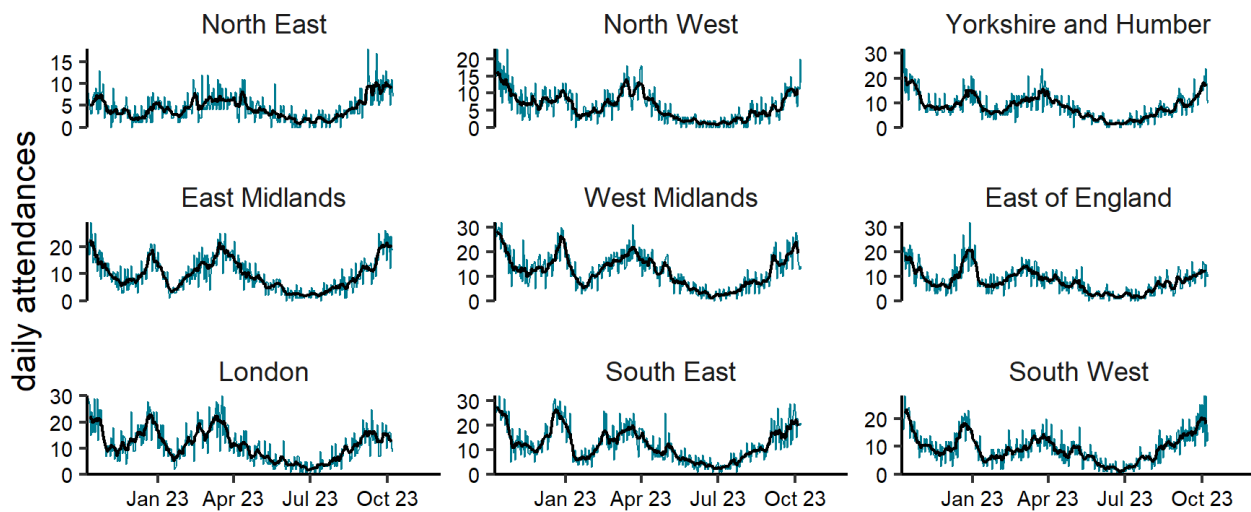 daily attendances
North East
15
10
5
0
North West
20
15
10
5
0
Yorkshire and Humber
30
20
10
0
East Midlands
20
10
0
West Midlands
30
20
10
0
East of England
30
20
10
0
London
30
20
10
0
South East
30
20
10
0
South West
20
10
0
Jan 23 Apr 23 Jul 23 Oct 23
Jan 23 Apr 23 Jul 23 Oct 23
Jan 23 Apr 23 Jul 23 Oct 23